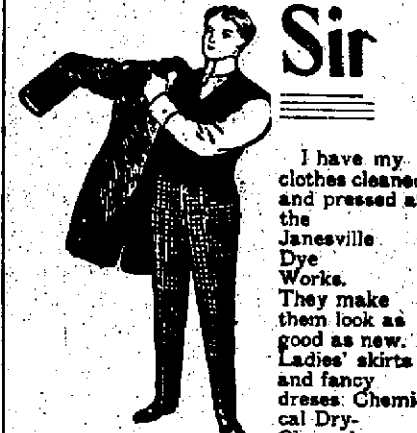 Sir
I have my
clothes cleaned
and pressed a
the
Janesville
Dye
Works.
They make
them look as
good as new.
Ladies' skirts
and fancy
dreses. Chemi
cal Dry-